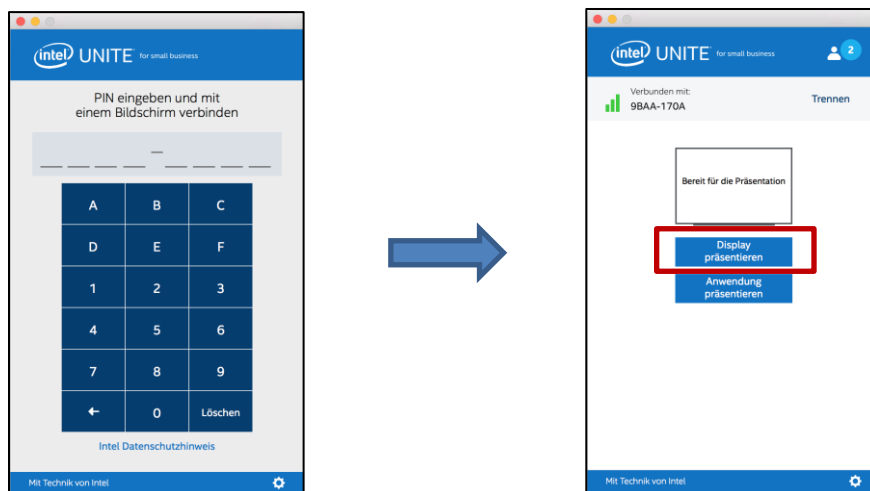 intel UNITE for small business
PIN eingeben und mit
einem Bildschirm verbinden
_ _ _ _ – _ _ _ _
A B C
D E F
1 2 3
4 5 6
7 8 9
← 0 Löschen
Intel Datenschutzhinweis
Mit Technik von Intel
intel UNITE for small business 2
Verbunden mit:
9BAA-170A
Trennen
Bereit für die Präsentation
Display
präsentieren
Anwendung
präsentieren
Mit Technik von Intel